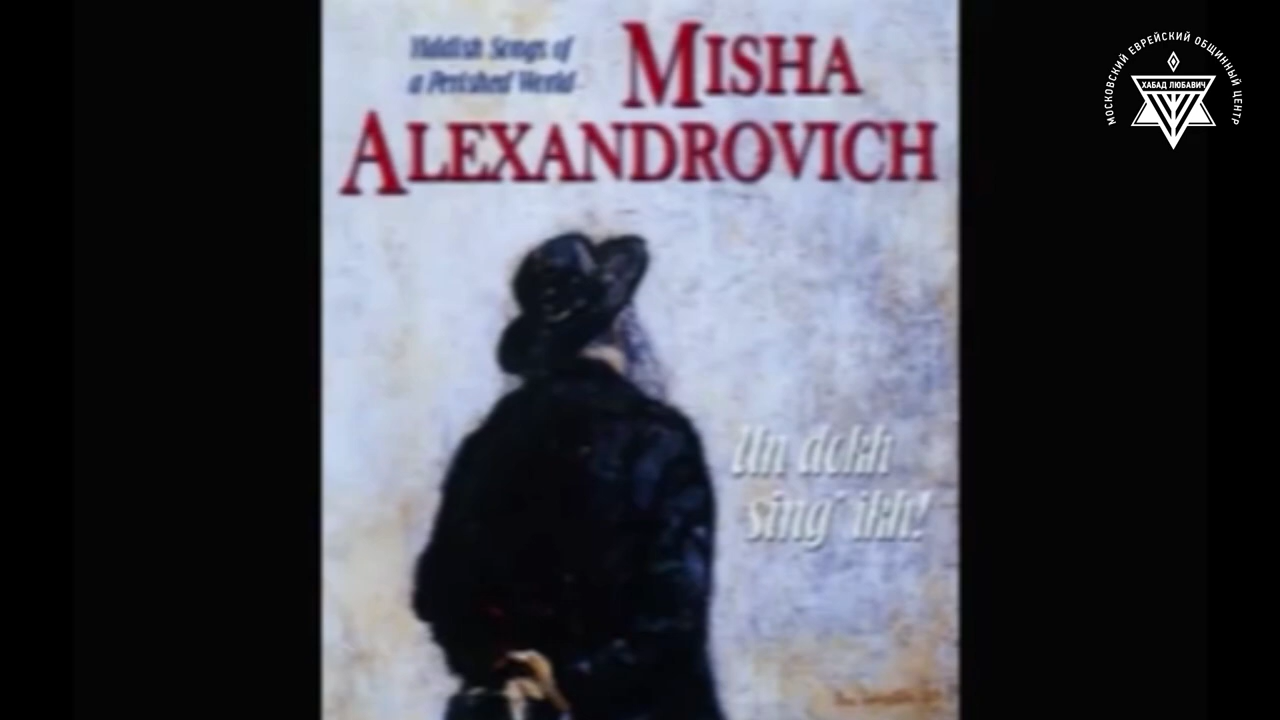 Yiddish Songs of
a Perished World
MISHA
ALEXANDROVICH
Un dokh
sing' ikh!
МОСКОВСКИЙ ЕВРЕЙСКИЙ ОБЩИННЫЙ ЦЕНТР
ХАБАД ЛЮБАВИЧ